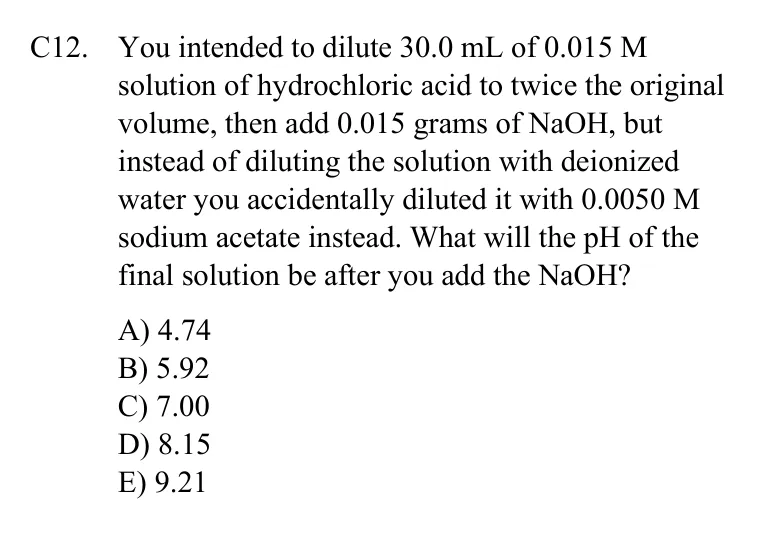 C12. You intended to dilute 30.0 mL of 0.015 M
solution of hydrochloric acid to twice the original
volume, then add 0.015 grams of NaOH, but
instead of diluting the solution with deionized
water you accidentally diluted it with 0.0050 M
sodium acetate instead. What will the pH of the
final solution be after you add the NaOH?
A) 4.74
B) 5.92
C) 7.00
D) 8.15
E) 9.21